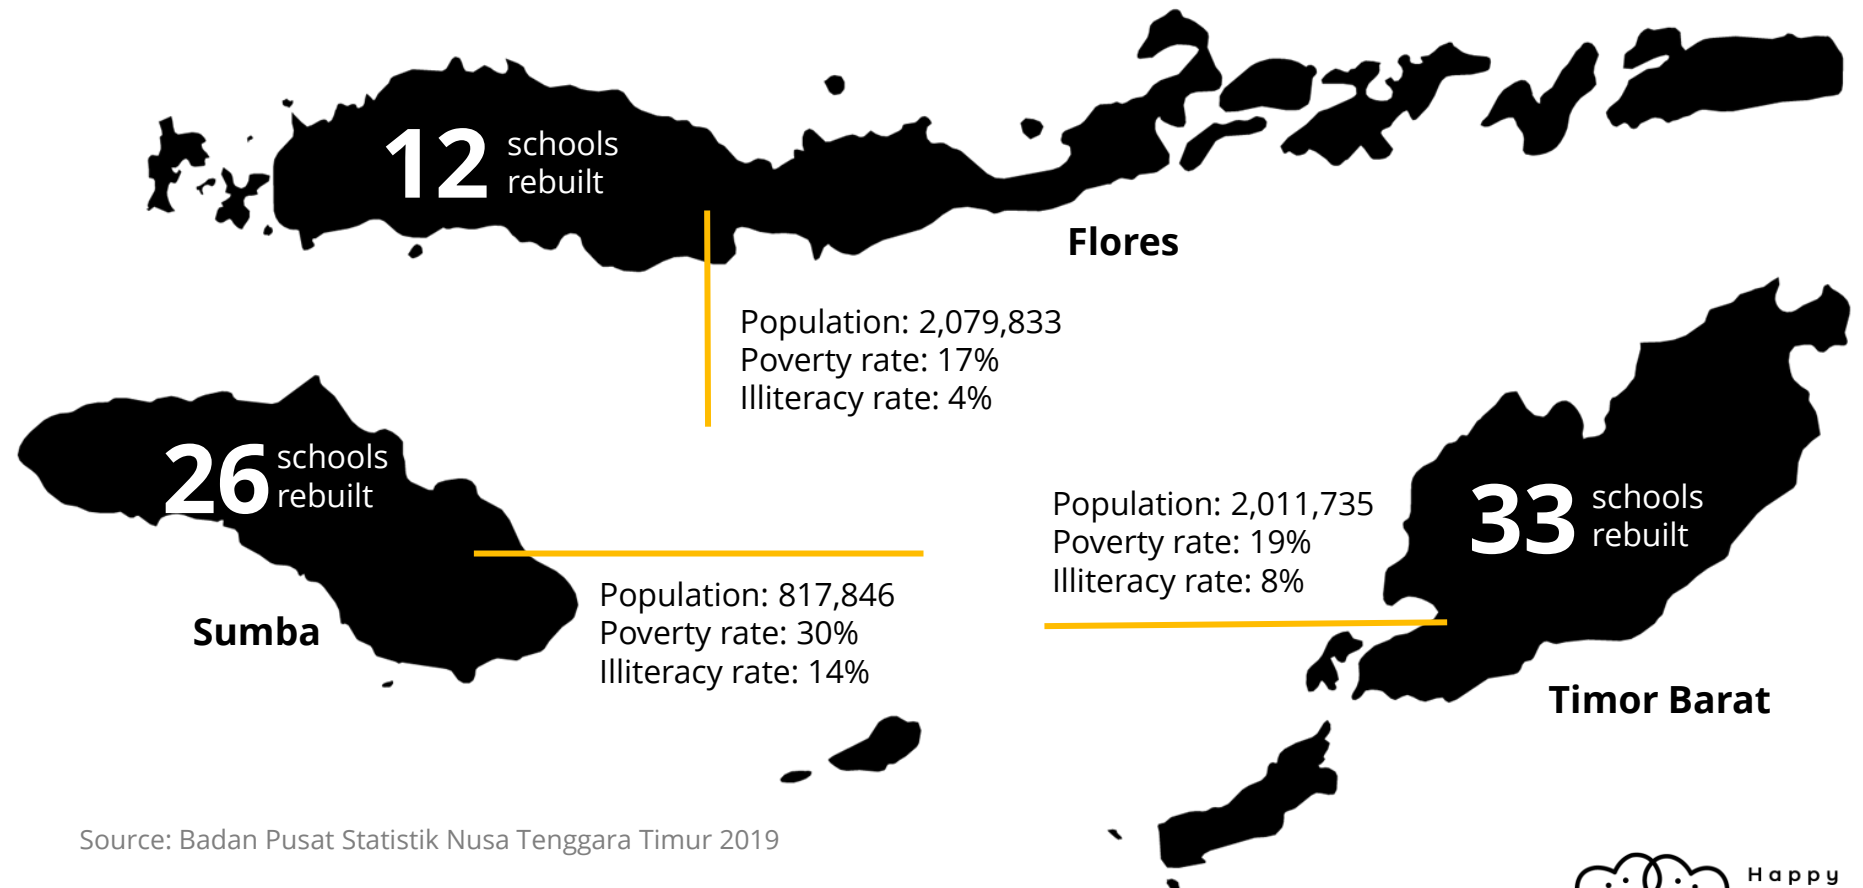 12 schools
rebuilt
Flores
Population: 2,079,833
Poverty rate: 17%
Illiteracy rate: 4%
26 schools
rebuilt
Sumba
Population: 817,846
Poverty rate: 30%
Illiteracy rate: 14%
Population: 2,011,735
Poverty rate: 19%
Illiteracy rate: 8%
33 schools
rebuilt
Timor Barat
Source: Badan Pusat Statistik Nusa Tenggara Timur 2019
Happy